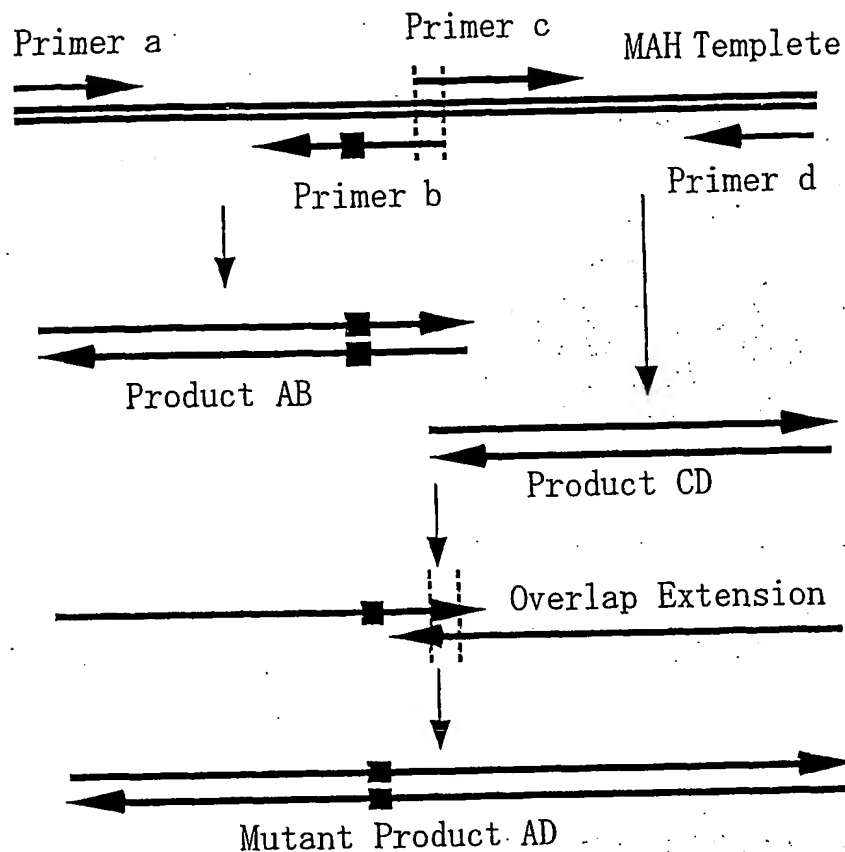 Primer a
Primer c
MAH Templete
Primer b
Primer d
Product AB
Product CD
Overlap Extension
Mutant Product AD